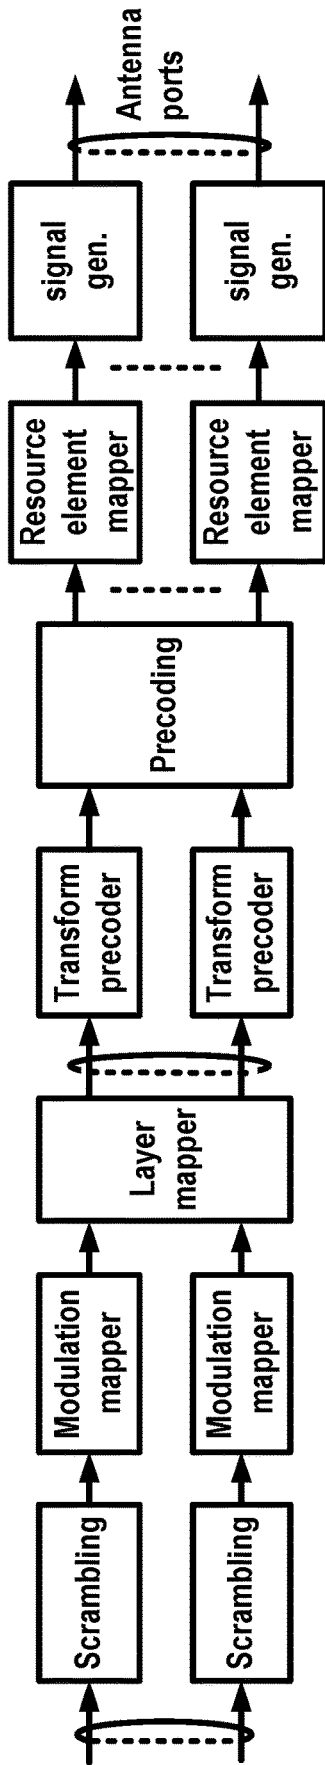 Scrambling
Scrambling
Modulation
mapper
Modulation
mapper
Layer
mapper
Transform
precoder
Transform
precoder
Precoding
Resource
element
mapper
Resource
element
mapper
signal
gen.
signal
gen.
Antenna
ports